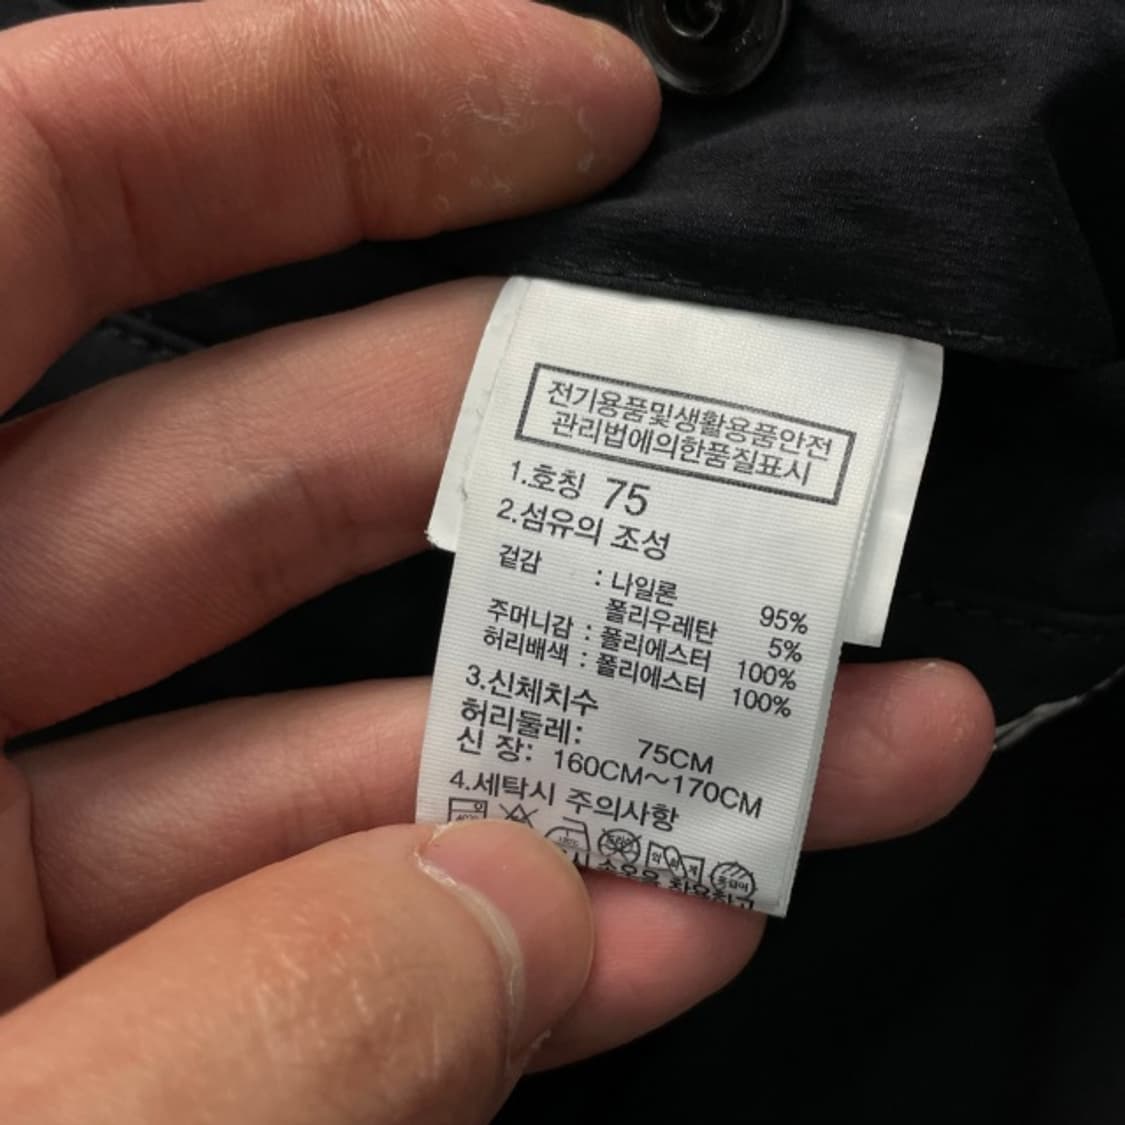 전기용품및생활용품안전
관리법에의한품질표시
1.호칭 75
2.섬유의 조성
겉감 : 나일론 95%
폴리우레탄 5%
주머니감 : 폴리에스터 100%
허리배색 : 폴리에스터 100%
3.신체치수
허리둘레: 75CM
신 장: 160CM~170CM
4.세탁시 주의사항